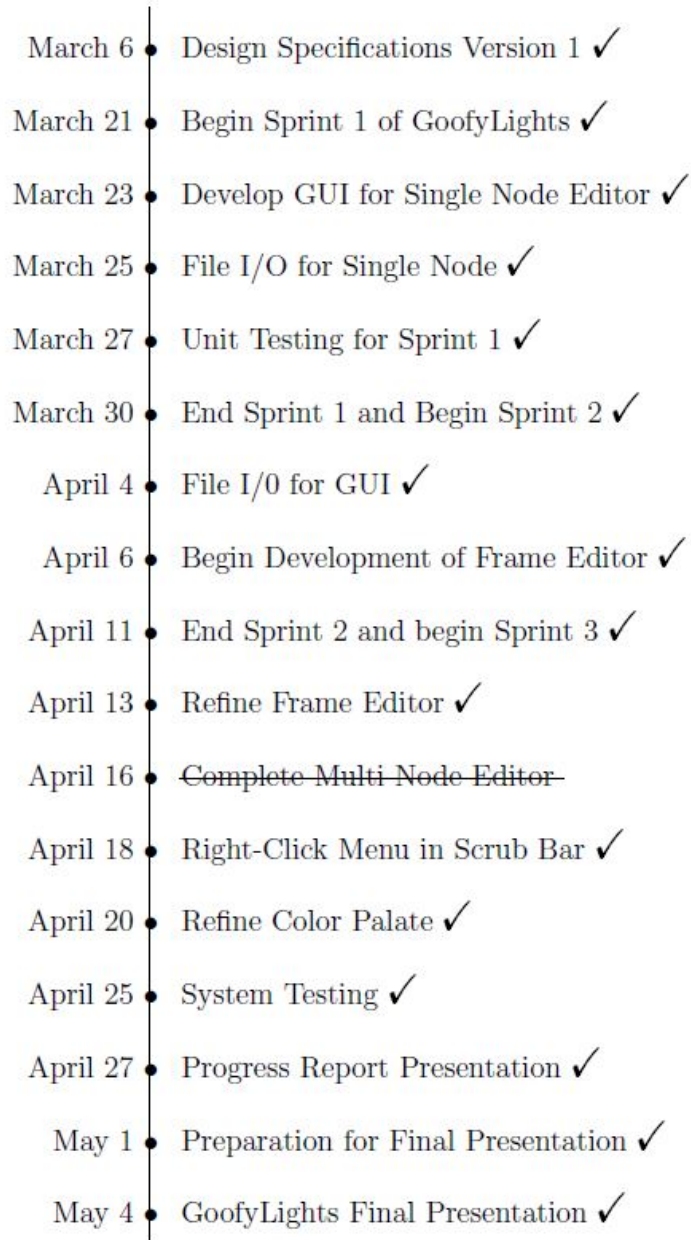 March 6 • Design Specifications Version 1 ✓
March 21 • Begin Sprint 1 of GoofyLights ✓
March 23 • Develop GUI for Single Node Editor ✓
March 25 • File I/O for Single Node ✓
March 27 • Unit Testing for Sprint 1 ✓
March 30 • End Sprint 1 and Begin Sprint 2 ✓
April 4 • File I/0 for GUI ✓
April 6 • Begin Development of Frame Editor ✓
April 11 • End Sprint 2 and begin Sprint 3 ✓
April 13 • Refine Frame Editor ✓
April 16 • Complete Multi Node Editor
April 18 • Right-Click Menu in Scrub Bar ✓
April 20 • Refine Color Palate ✓
April 25 • System Testing ✓
April 27 • Progress Report Presentation ✓
May 1 • Preparation for Final Presentation ✓
May 4 • GoofyLights Final Presentation ✓